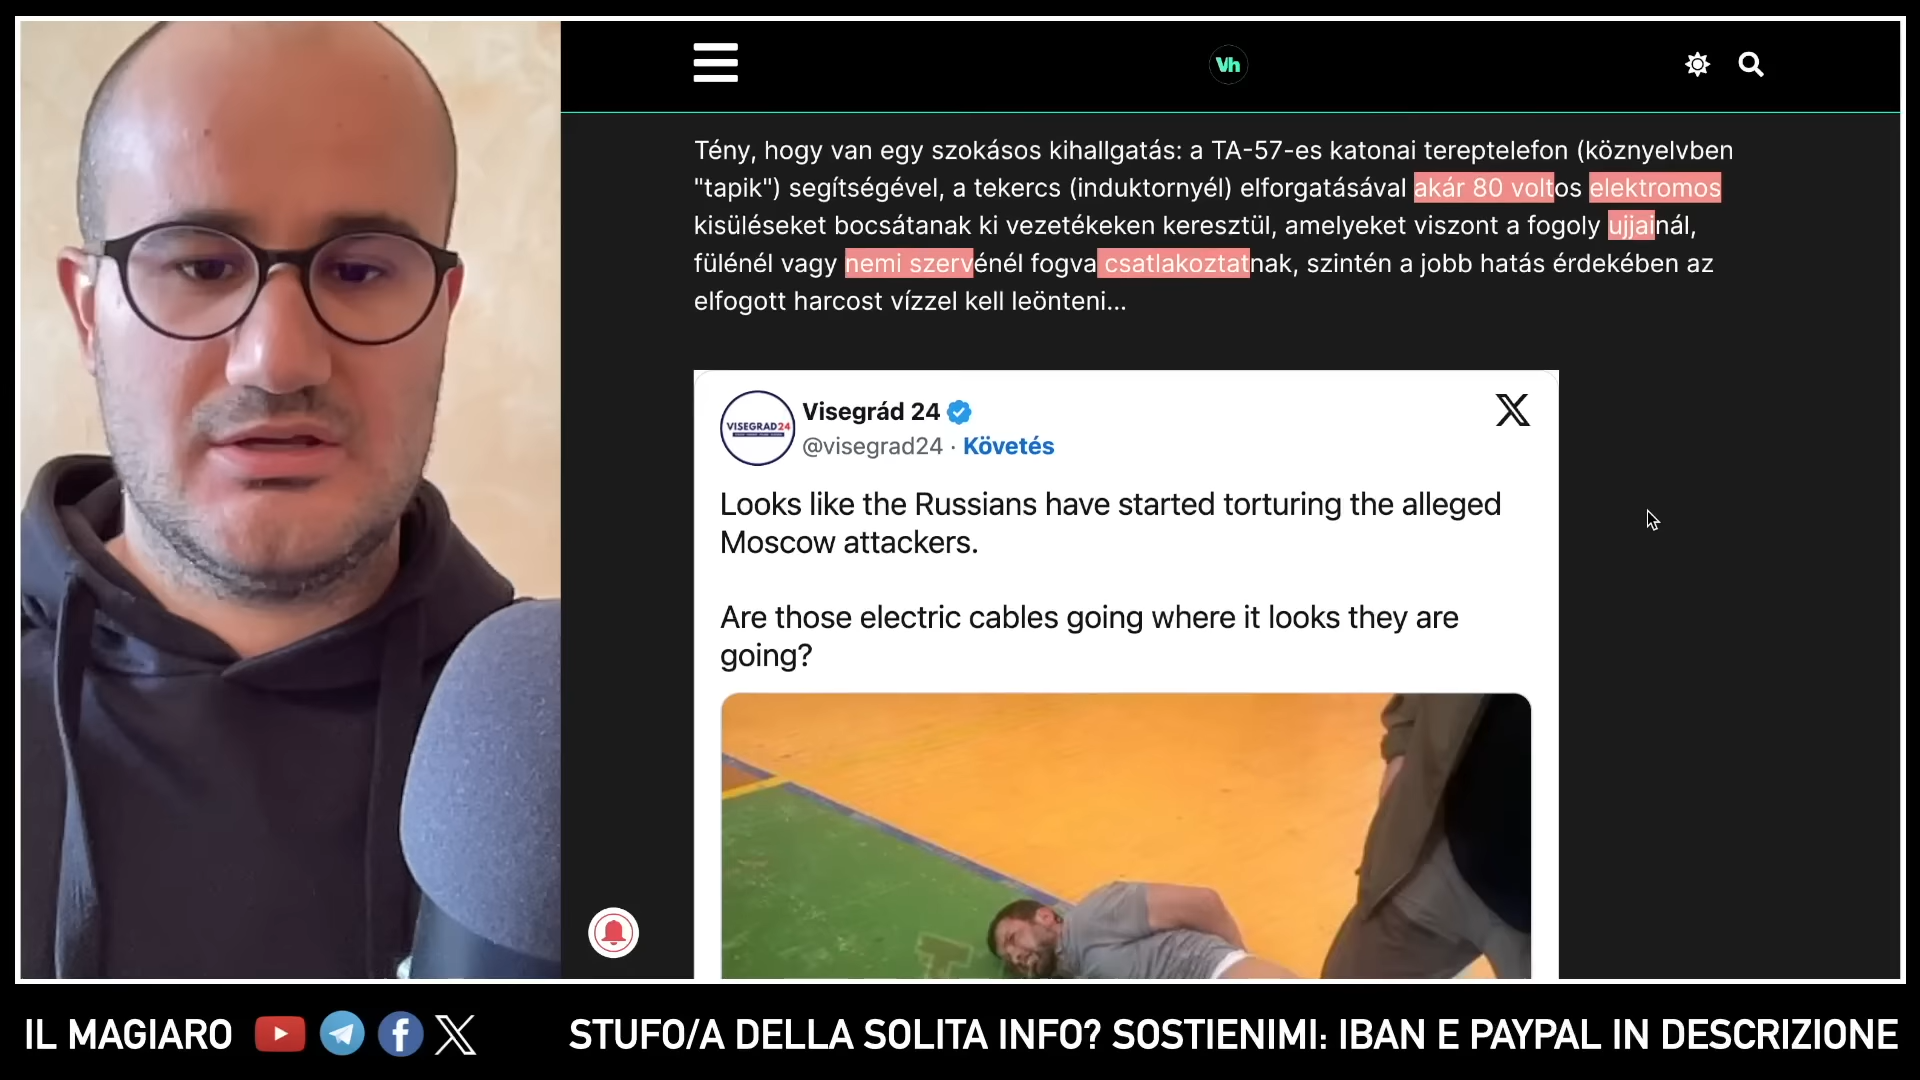 Vh
Tény, hogy van egy szokásos kihallgatás: a TA-57-es katonai tereptelefon (köznyelvben
"tapik") segítségével, a tekercs (induktornyél) elforgatásával akár 80 voltos elektromos
kisüléseket bocsátanak ki vezetékeken keresztül, amelyeket viszont a fogoly ujjainál,
fülénél vagy nemi szervénél fogva csatlakoztatnak, szintén a jobb hatás érdekében az
elfogott harcost vízzel kell leönteni...
VISEGRAD24
Visegrád 24
@visegrad24 · Követés
Looks like the Russians have started torturing the alleged
Moscow attackers.
Are those electric cables going where it looks they are
going?
IL MAGIARO
STUFO/A DELLA SOLITA INFO? SOSTIENIMI: IBAN E PAYPAL IN DESCRIZIONE